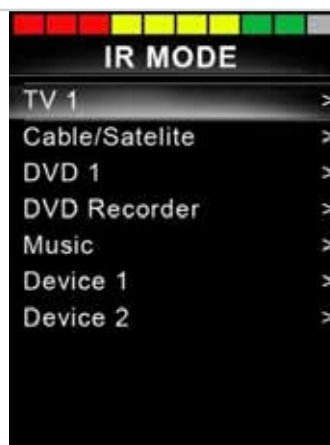 IR MODE
TV 1 >
Cable/Satelite >
DVD 1 >
DVD Recorder >
Music >
Device 1 >
Device 2 >